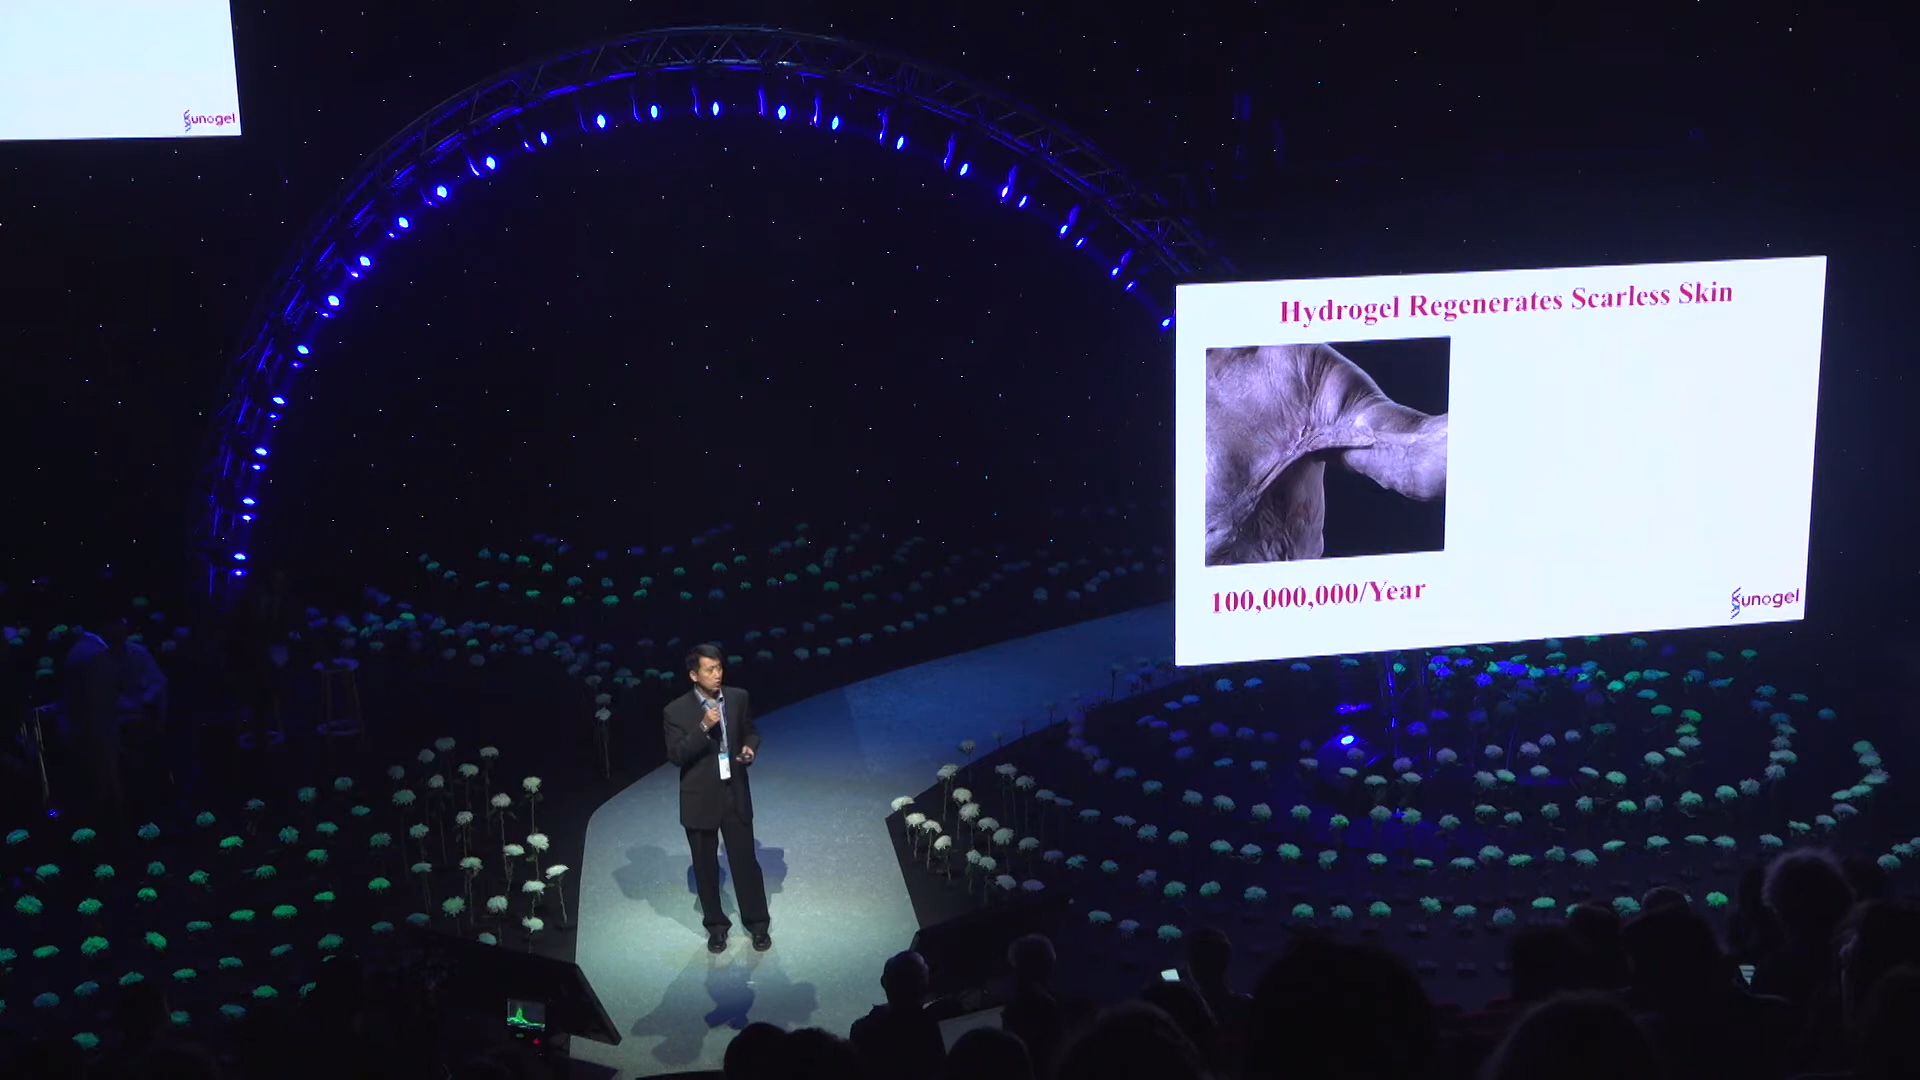 Sunogel
Hydrogel Regenerates Scarless Skin
100,000,000/Year
Sunogel